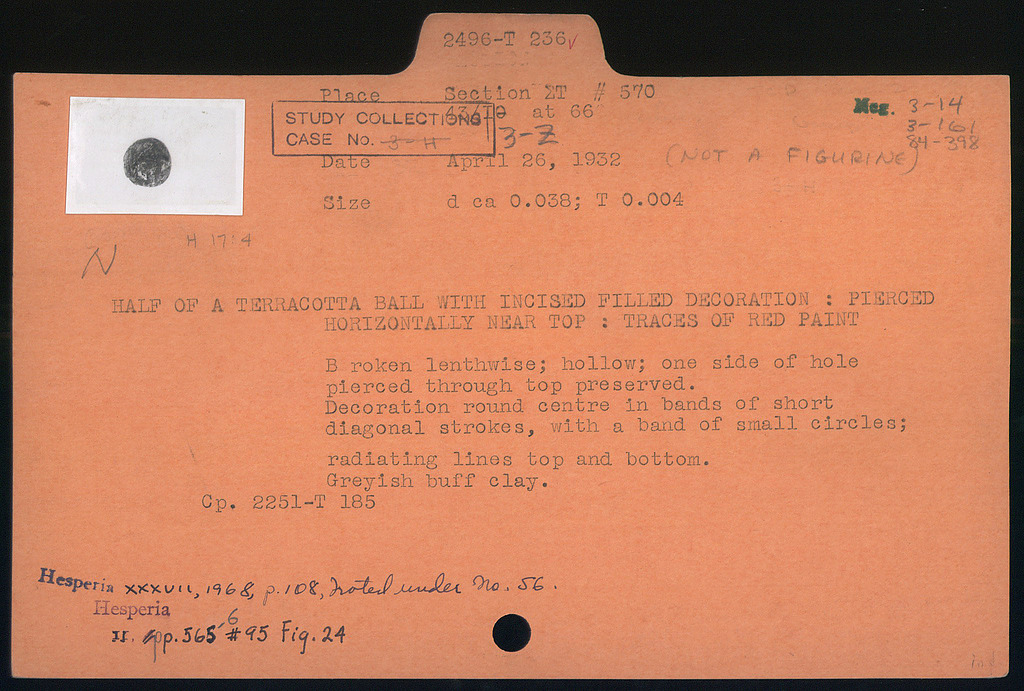 2496-T 236✓
Place Section ΣT # 570
at 66
STUDY COLLECTIONS
CASE No. 3-H 3-Z
Neg. 3-14
3-161
84-398
Date April 26, 1932 (NOT A FIGURINE)
Size d ca 0.038; T 0.004
N
HALF OF A TERRACOTTA BALL WITH INCISED FILLED DECORATION : PIERCED
HORIZONTALLY NEAR TOP : TRACES OF RED PAINT
B roken lenthwise; hollow; one side of hole
pierced through top preserved.
Decoration round centre in bands of short
diagonal strokes, with a band of small circles;
radiating lines top and bottom.
Greyish buff clay.
Cp. 2251-T 185
Hesperia XXXVII, 1968, p. 108, noted under No. 56.
Hesperia
II. pp. 565-6 #95 Fig. 24